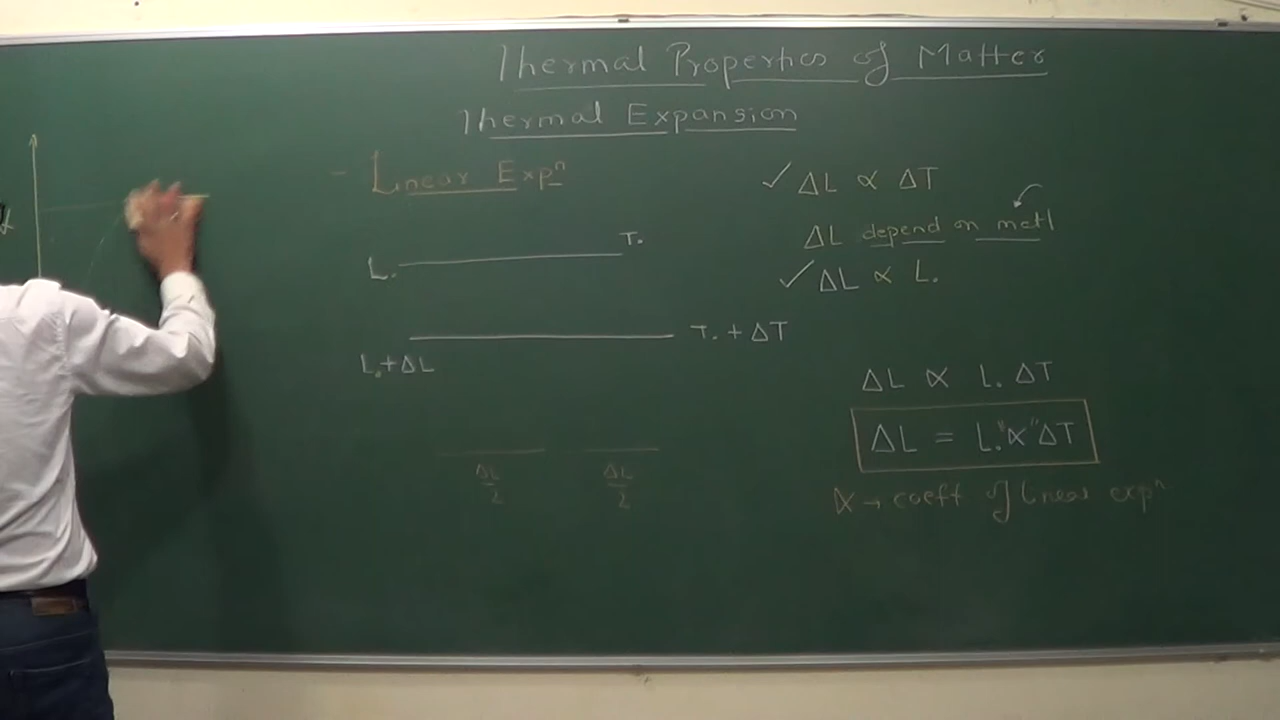 Thermal Properties of Matter
Thermal Expansion
- Linear Expⁿ
L. T.
L.+ΔL T. + ΔT
ΔL/2 ΔL/2
✓ ΔL ∝ ΔT
ΔL depend on matl
✓ ΔL ∝ L.
ΔL ∝ L. ΔT
ΔL = L."∝"ΔT
∝ → coeff of linear expⁿ
∝